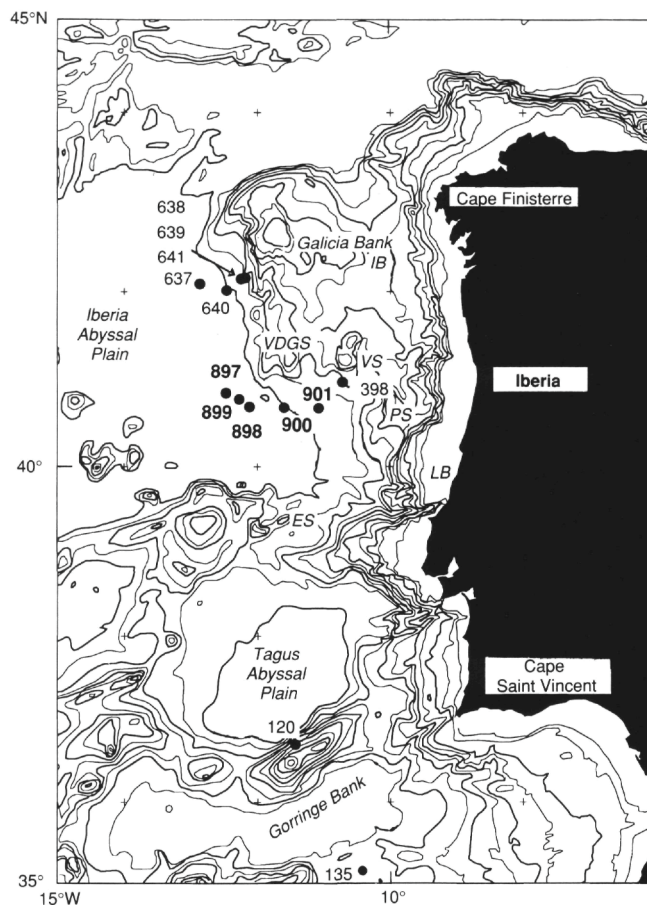 45°N
Cape Finisterre
638
639
Galicia Bank
IB
641
637
640
Iberia
Abyssal
Plain
VDGS
VS
897
901
398
Iberia
899
PS
898
900
40°
LB
ES
Tagus
Abyssal
Plain
Cape
Saint Vincent
120
Gorringe Bank
135
35°
15°W
10°